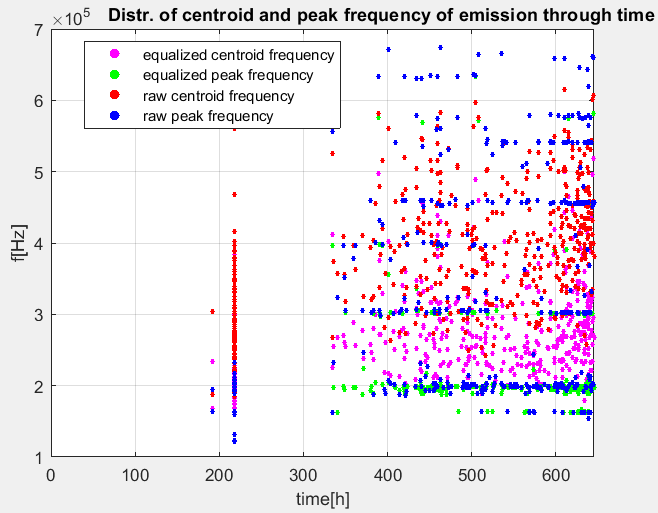 Distr. of centroid and peak frequency of emission through time
×10⁵
7
6
5
4
3
2
1
f[Hz]
equalized centroid frequency
equalized peak frequency
raw centroid frequency
raw peak frequency
0 100 200 300 400 500 600
time[h]